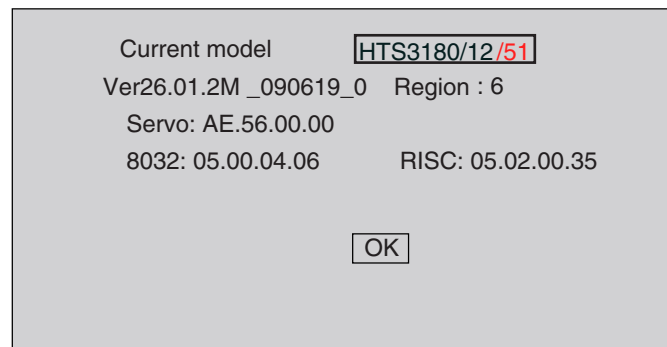 Current model HTS3180/12/51
Ver26.01.2M _090619_0 Region : 6
Servo: AE.56.00.00
8032: 05.00.04.06 RISC: 05.02.00.35
OK